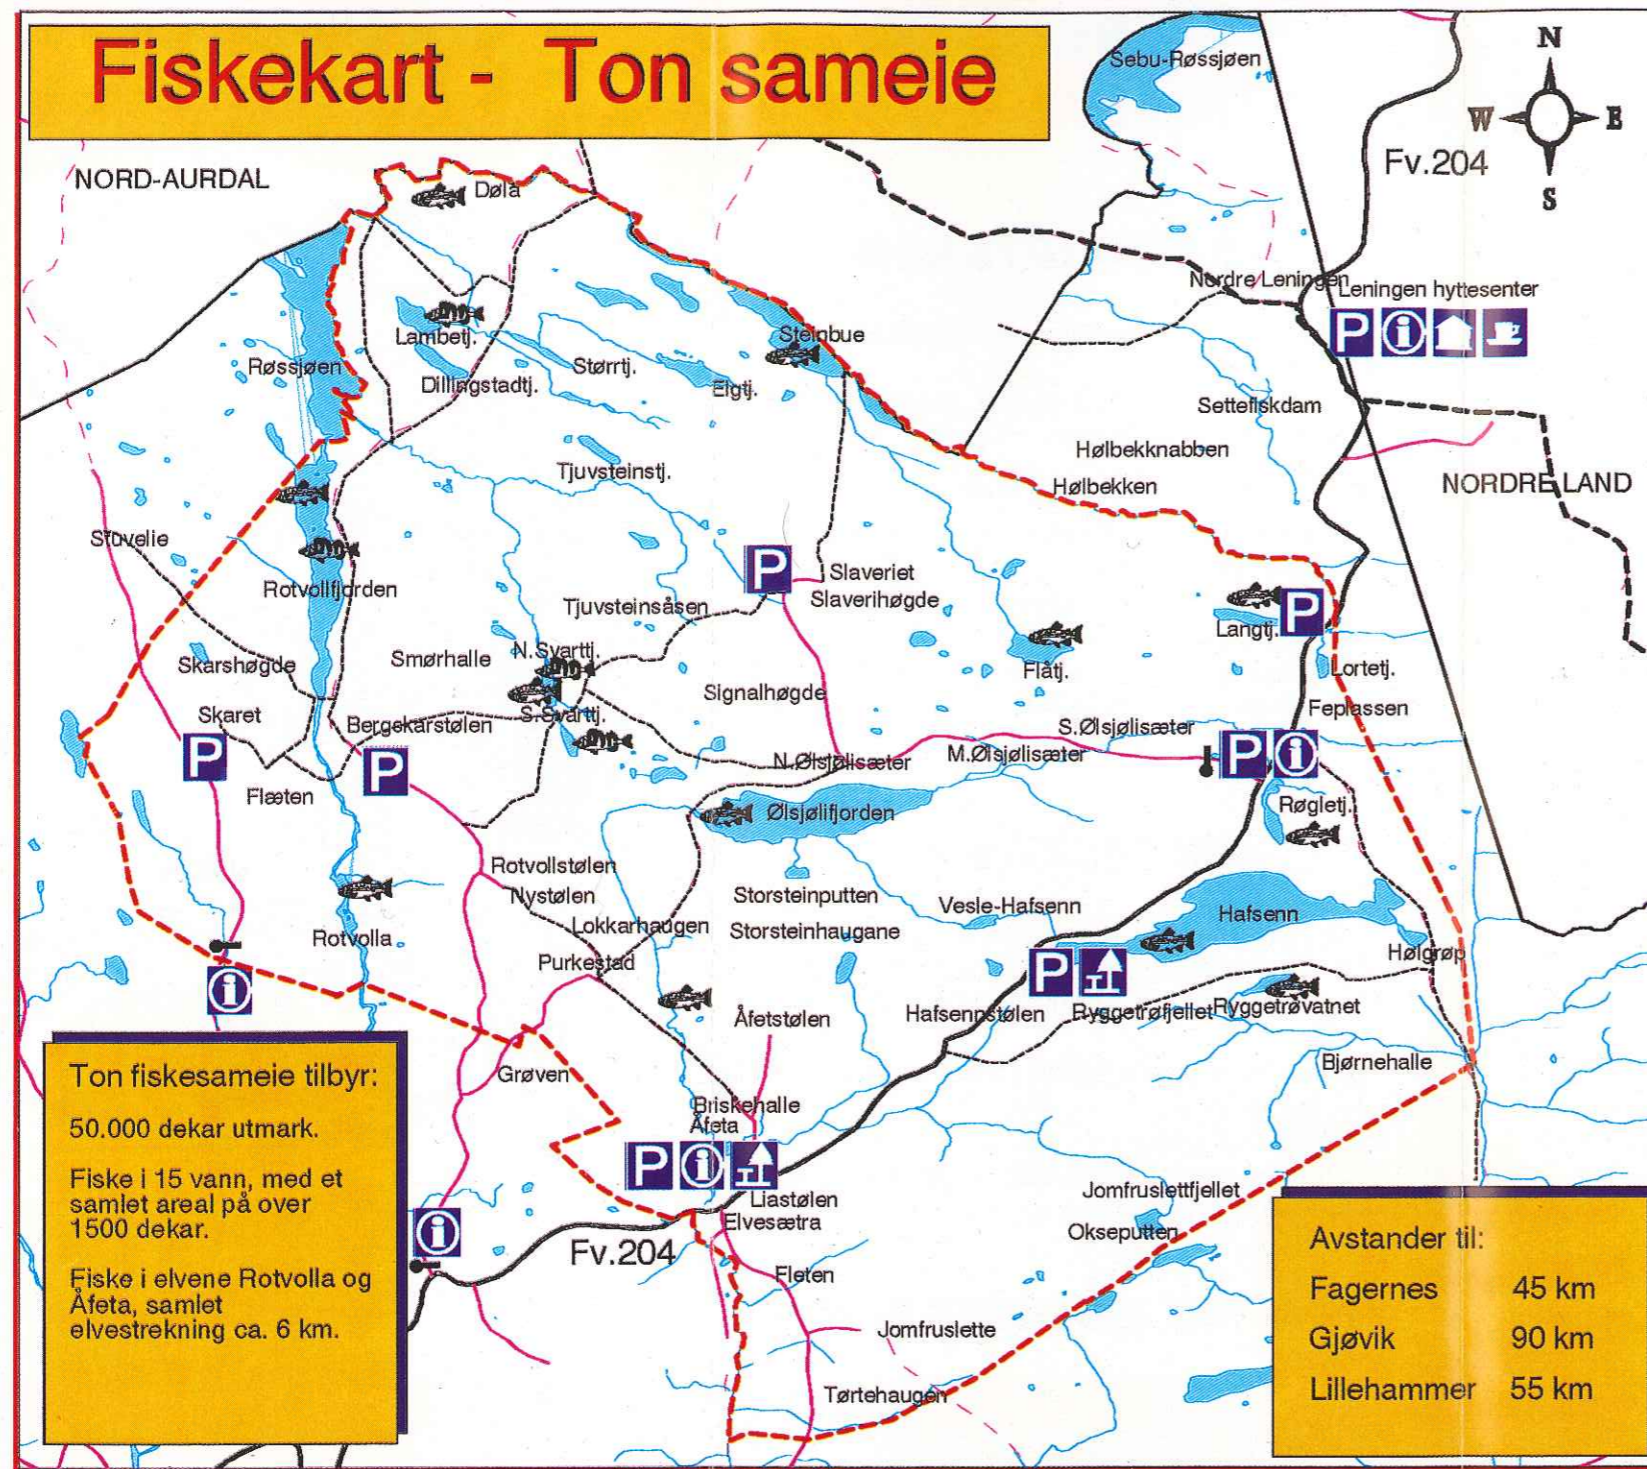 Fiskekart - Ton sameie
Sebu-Røssjøen
N
W
E
S
Fv.204
NORD-AURDAL
Døla
Nordre Leningen
Leningen hyttesenter
P i
Lambetj.
Steinbue
Røssjøen
Dillingstadtj.
Størrtj.
Elgtj.
Settefiskdam
Hølbekknabben
Hølbekken
Tjuvsteinstj.
NORDRE LAND
Stuvelie
Rotvollfjorden
P
Slaveriet
Slaverihøgde
Tjuvsteinsåsen
P
Langtj.
Skarshøgde
Smørhalle
N.Svarttj.
Flåtj.
Lortetj.
Signalhøgde
Skaret
Bergskarstølen
S.Svarttj.
Feplassen
S.Ølsjølisæter
P
P
N.Ølsjølisæter
M.Ølsjølisæter
P i
Flæten
Ølsjølifjorden
Røgletj.
Rotvollstølen
Nystølen
Storsteinputten
Vesle-Hafsenn
Hafsenn
Lokkarhaugen
Storsteinhaugane
Rotvolla
Purkestad
Hølgrøp
P
i
Åfetstølen
Hafsennstølen
Ryggetrøfjellet
Ryggetrøvatnet
Bjørnehalle
Grøven
Briskehalle
Åfeta
P i
Liastølen
Elvesætra
Jomfruslettfjellet
Okseputten
i
Fv.204
Fleten
Jomfruslette
Tørtehaugen
Ton fiskesameie tilbyr:
50.000 dekar utmark.
Fiske i 15 vann, med et
samlet areal på over
1500 dekar.
Fiske i elvene Rotvolla og
Åfeta, samlet
elvestrekning ca. 6 km.
Avstander til:
Fagernes 45 km
Gjøvik 90 km
Lillehammer 55 km